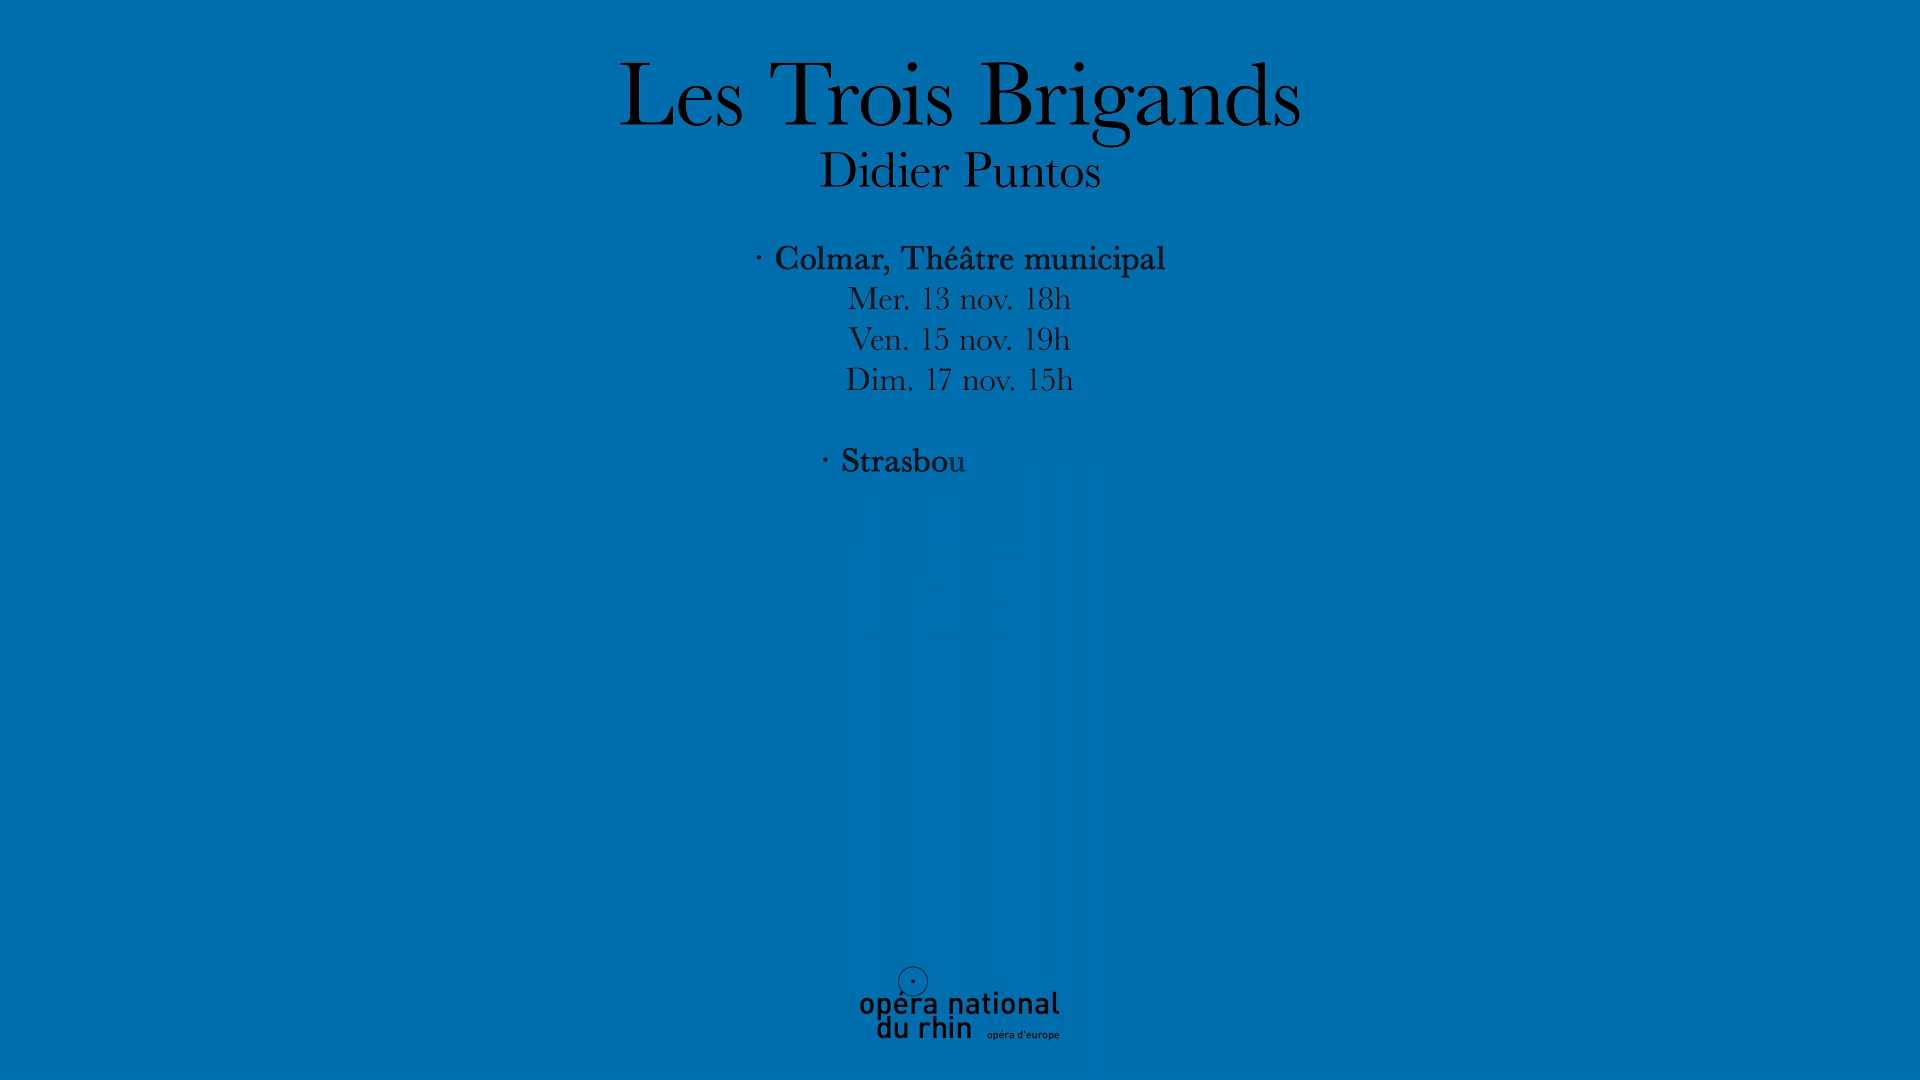 Les Trois Brigands
Didier Puntos
· Colmar, Théâtre municipal
Mer. 13 nov. 18h
Ven. 15 nov. 19h
Dim. 17 nov. 15h
· Strasbou
opéra national
du rhin opéra d'europe